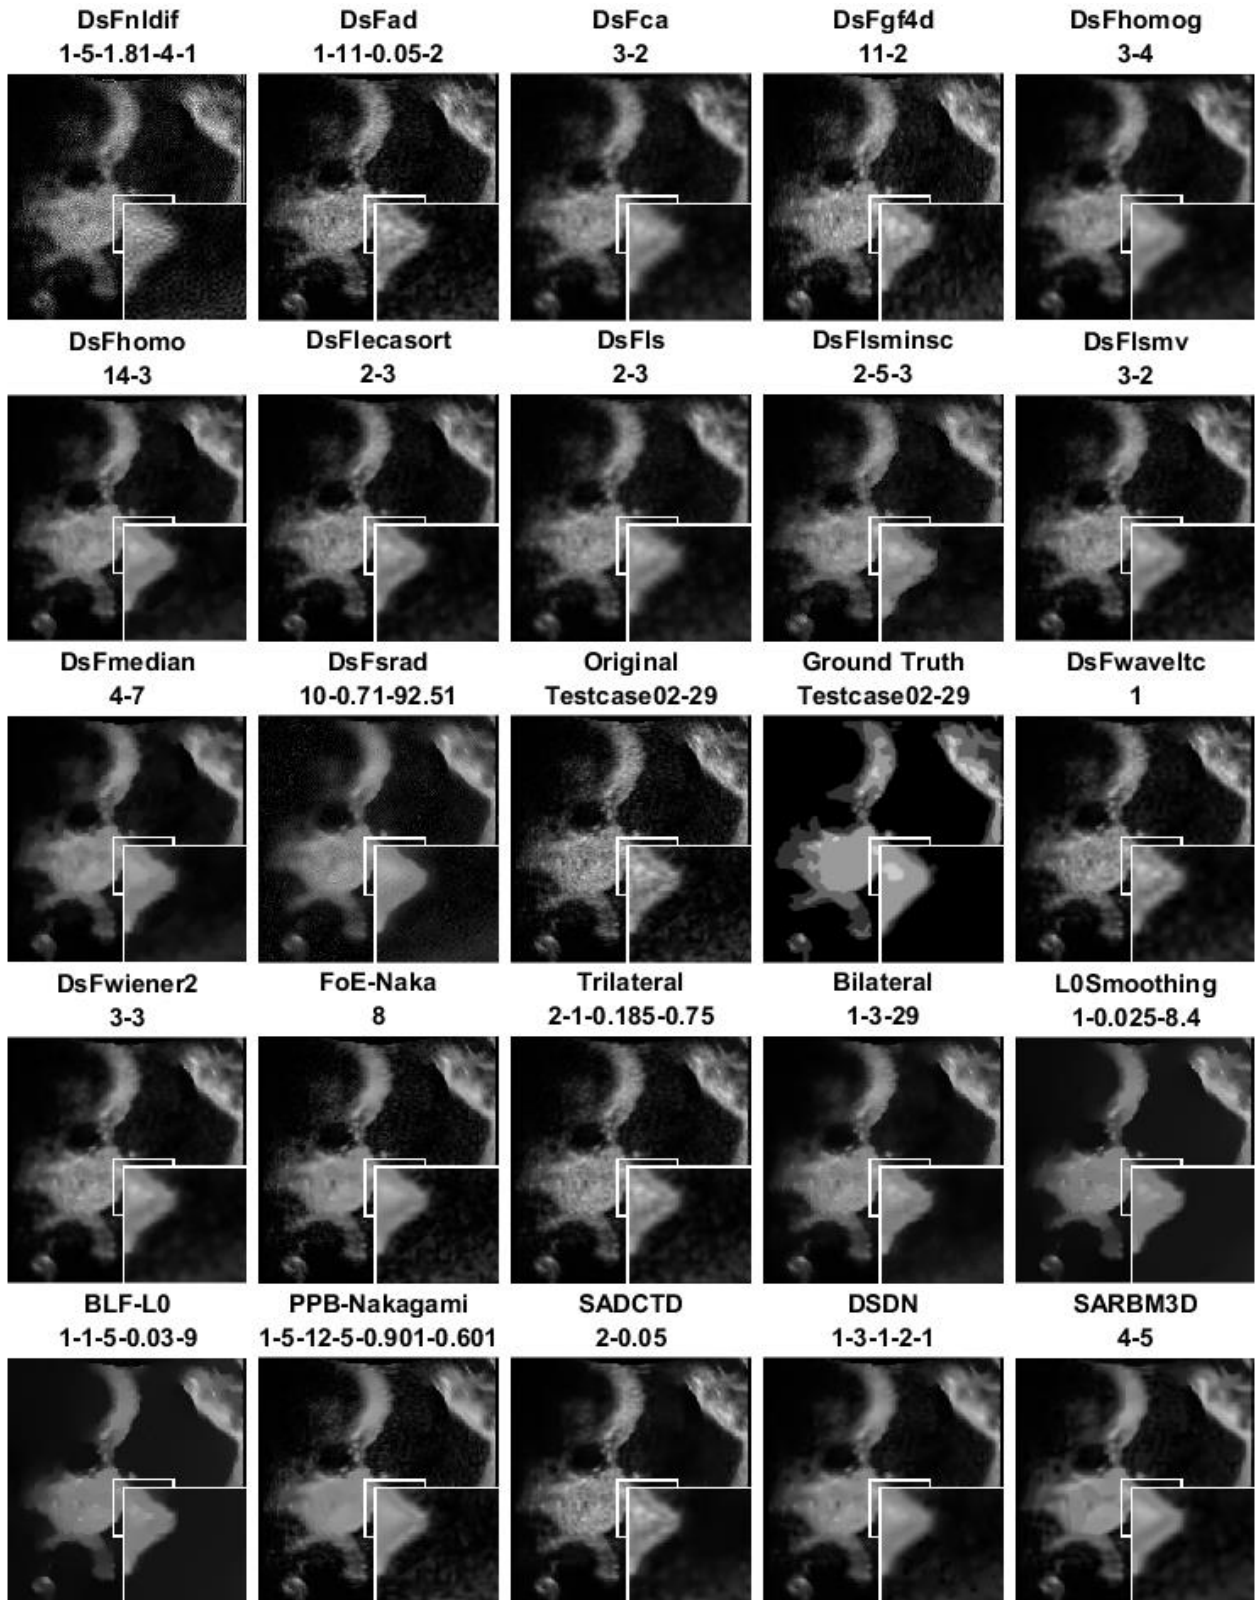 DsFnldif DsFad DsFca DsFgf4d DsFhomog
1-5-1.81-4-1 1-11-0.05-2 3-2 11-2 3-4
DsFhomo DsFlecasort DsFls DsFlsminsc DsFlsmv
14-3 2-3 2-3 2-5-3 3-2
DsFmedian DsFsrad Original Ground Truth DsFwaveltc
4-7 10-0.71-92.51 Testcase02-29 Testcase02-29 1
DsFwiener2 FoE-Naka Trilateral Bilateral L0Smoothing
3-3 8 2-1-0.185-0.75 1-3-29 1-0.025-8.4
BLF-L0 PPB-Nakagami SADCTD DSDN SARBM3D
1-1-5-0.03-9 1-5-12-5-0.901-0.601 2-0.05 1-3-1-2-1 4-5